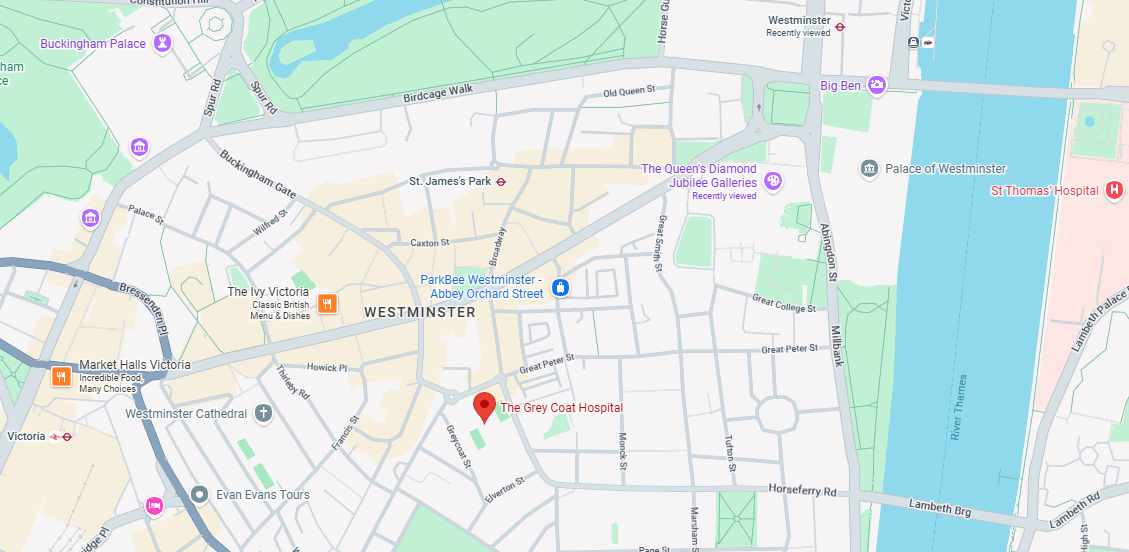 Constitution Hill
Buckingham Palace
ham
ce
Spur Rd
Spur Rd
Birdcage Walk
Horse Gu
Westminster
Recently viewed
Victo
Big Ben
Old Queen St
Buckingham Gate
St. James's Park
The Queen's Diamond
Jubilee Galleries
Recently viewed
Palace of Westminster
St Thomas' Hospital
Palace St
Wilfred St
Caxton St
Broadway
Great Smith St
Abingdon St
ParkBee Westminster -
Abbey Orchard Street
Bressenden Pl
The Ivy Victoria
Classic British
Menu & Dishes
WESTMINSTER
Great College St
Millbank
Lambeth Palace R
Market Halls Victoria
Incredible Food,
Many Choices
Howick Pl
Thirleby Rd
Great Peter St
Great Peter St
Westminster Cathedral
The Grey Coat Hospital
River Thames
Victoria
Francis St
Greycoat St
Monck St
Tufton St
Evan Evans Tours
Elverton St
Horseferry Rd
Lambeth Brg
Lambeth Rd
Marsham S
idge Pl
Page St
High St